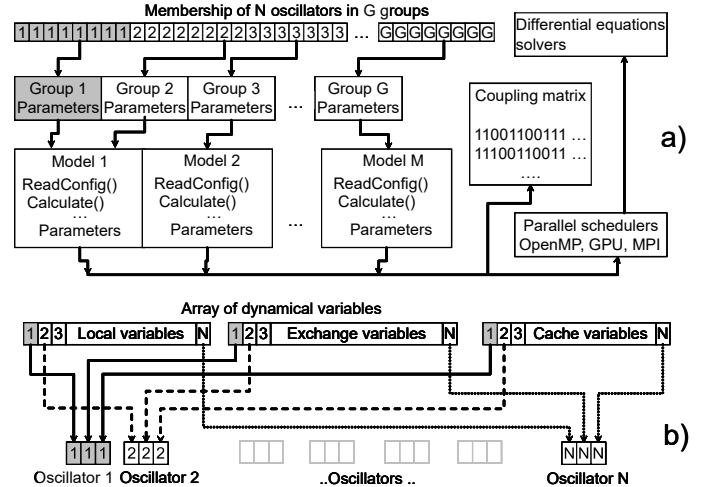 Membership of N oscillators in G groups
1 1 1 1 1 1 1 1 2 2 2 2 2 2 2 2 3 3 3 3 3 3 3 ... G G G G G G G G
Differential equations
solvers
Group 1
Parameters
Group 2
Parameters
Group 3
Parameters
...
Group G
Parameters
Coupling matrix
11001100111 ...
11100110011 ...
....
a)
Model 1
ReadConfig()
Calculate()
...
Parameters
Model 2
ReadConfig()
Calculate()
...
Parameters
...
Model M
ReadConfig()
Calculate()
...
Parameters
Parallel schedulers
OpenMP, GPU, MPI
Array of dynamical variables
1 2 3 Local variables N
1 2 3 Exchange variables N
1 2 3 Cache variables N
b)
1 1 1
2 2 2
N N N
Oscillator 1
Oscillator 2
..Oscillators ..
Oscillator N